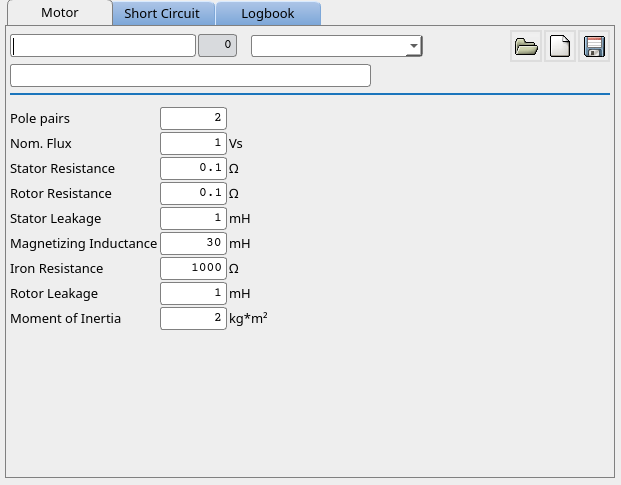 Motor Short Circuit Logbook
0
Pole pairs 2
Nom. Flux 1 Vs
Stator Resistance 0.1 Ω
Rotor Resistance 0.1 Ω
Stator Leakage 1 mH
Magnetizing Inductance 30 mH
Iron Resistance 1000 Ω
Rotor Leakage 1 mH
Moment of Inertia 2 kg*m²